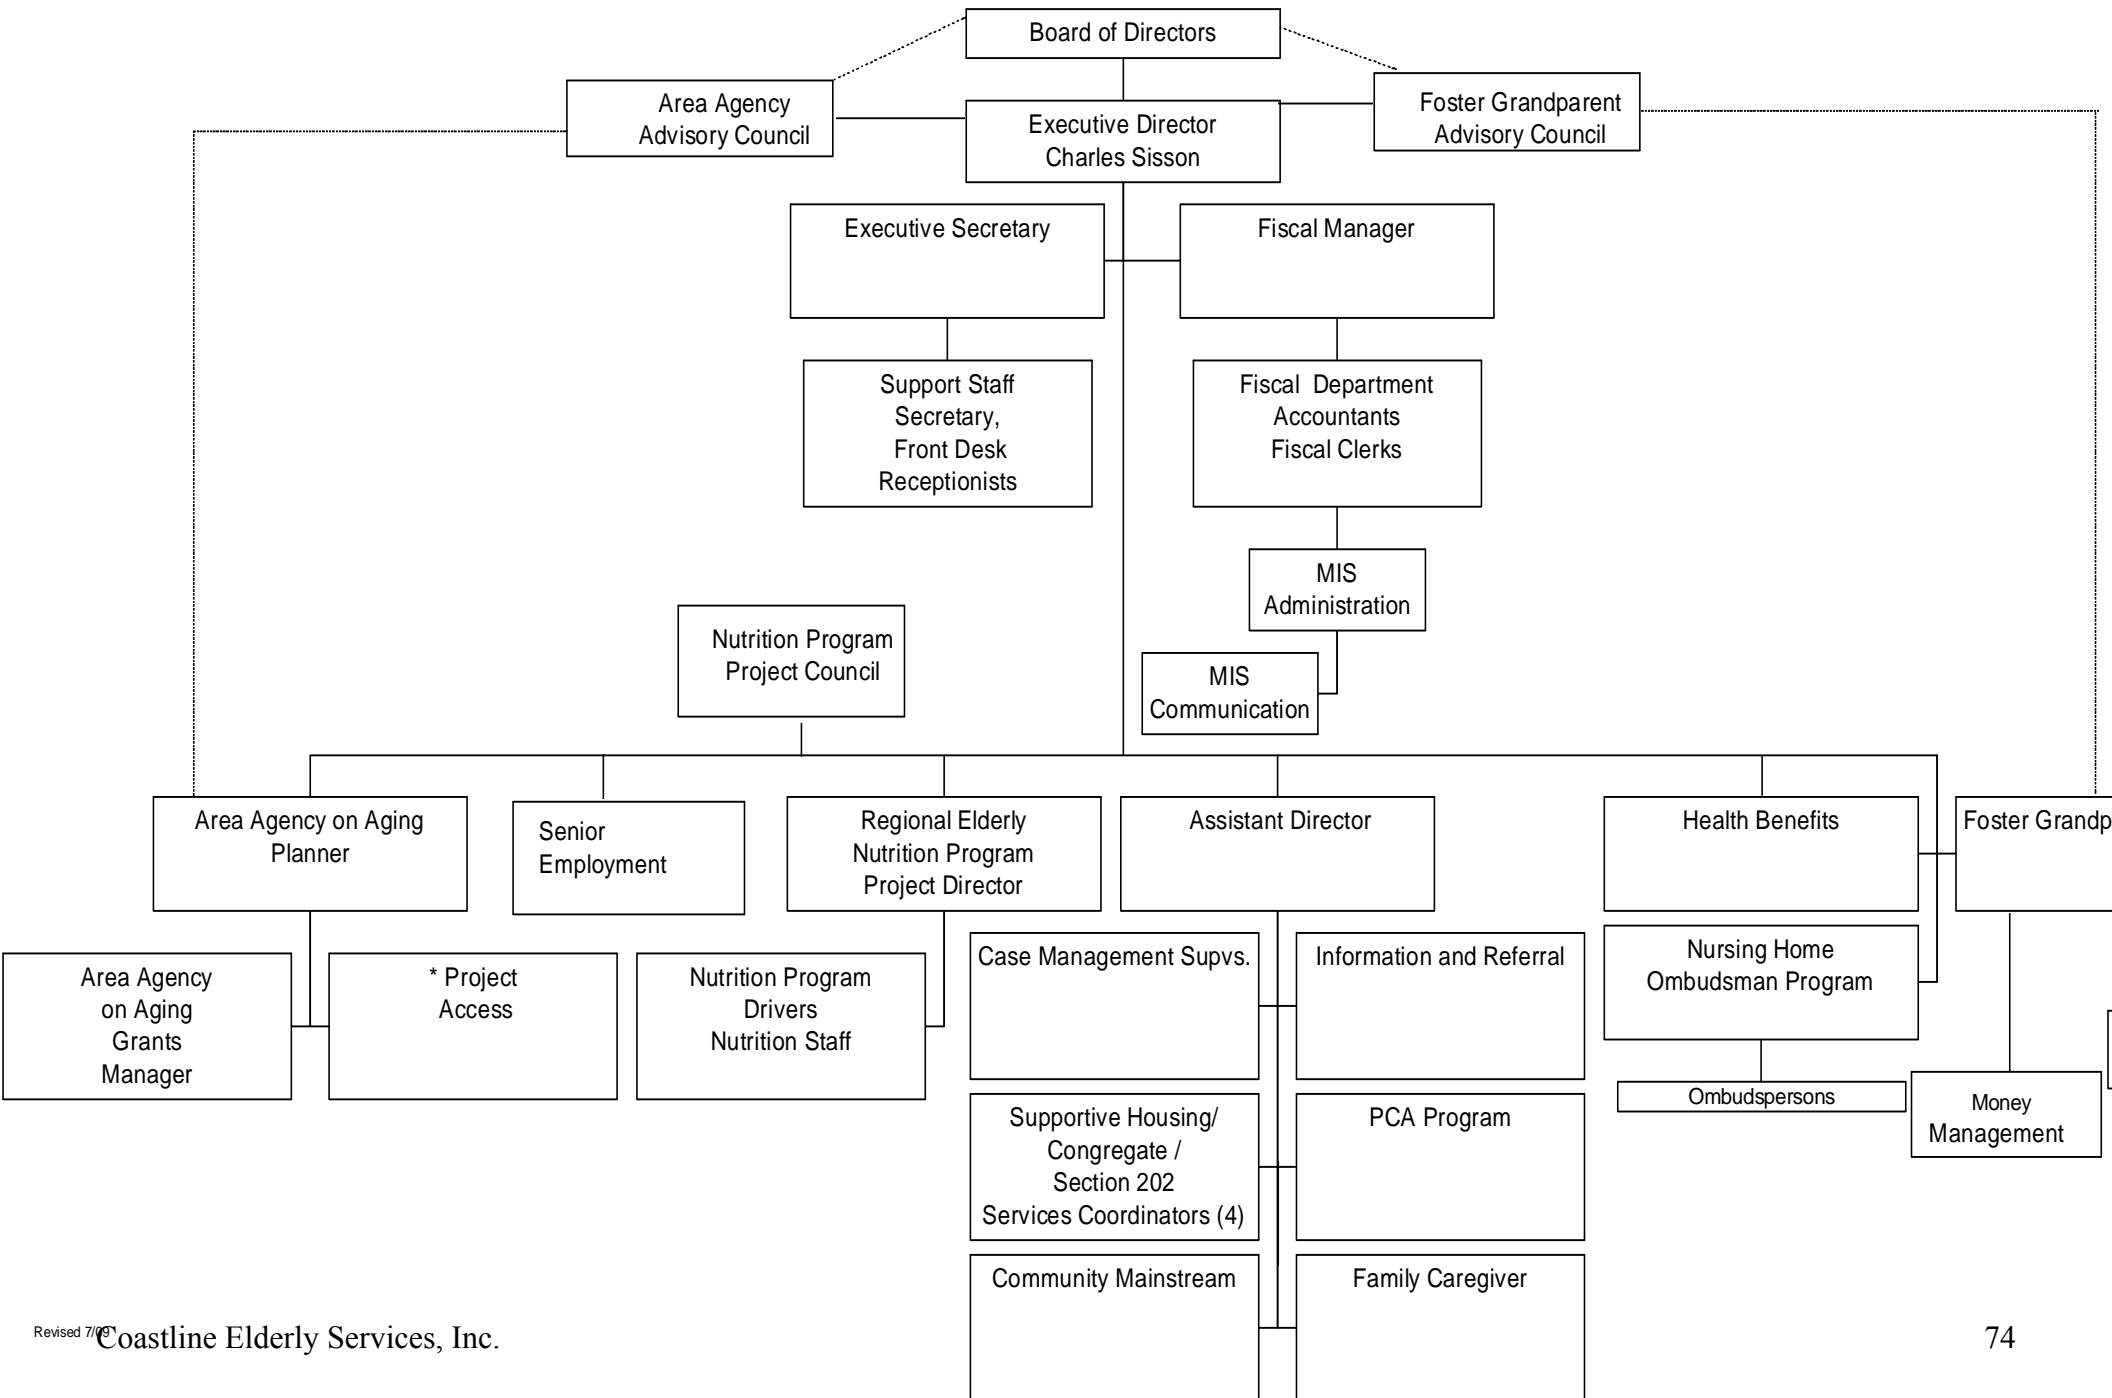 Board of Directors
Area Agency
Advisory Council
Executive Director
Charles Sisson
Foster Grandparent
Advisory Council
Executive Secretary
Fiscal Manager
Support Staff
Secretary,
Front Desk
Receptionists
Fiscal Department
Accountants
Fiscal Clerks
MIS
Administration
Nutrition Program
Project Council
MIS
Communication
Area Agency on Aging
Planner
Senior
Employment
Regional Elderly
Nutrition Program
Project Director
Assistant Director
Health Benefits
Foster Grandp
Area Agency
on Aging
Grants
Manager
* Project
Access
Nutrition Program
Drivers
Nutrition Staff
Case Management Supvs.
Information and Referral
Nursing Home
Ombudsman Program
Ombudspersons
Money
Management
Supportive Housing/
Congregate /
Section 202
Services Coordinators (4)
PCA Program
Community Mainstream
Family Caregiver
Revised 7/09
Coastline Elderly Services, Inc.
74